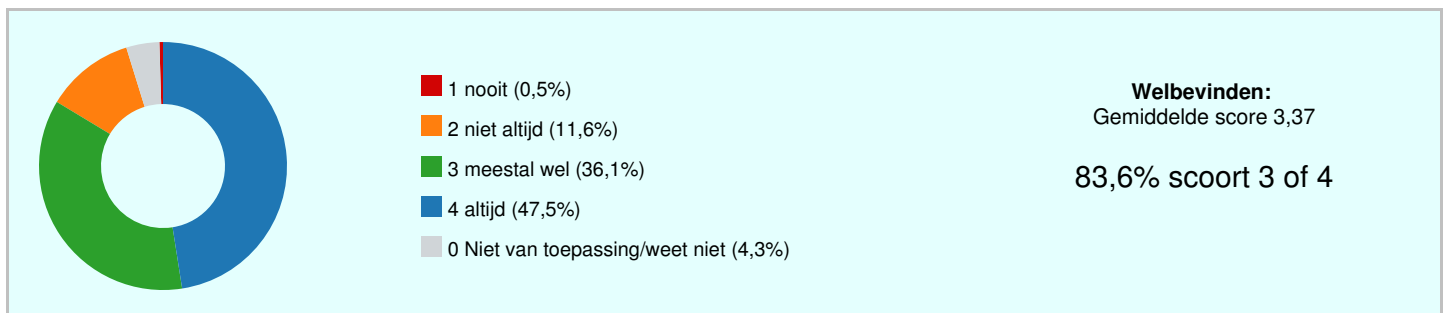 1 nooit (0,5%)
2 niet altijd (11,6%)
3 meestal wel (36,1%)
4 altijd (47,5%)
0 Niet van toepassing/weet niet (4,3%)
Welbevinden:
Gemiddelde score 3,37
83,6% scoort 3 of 4